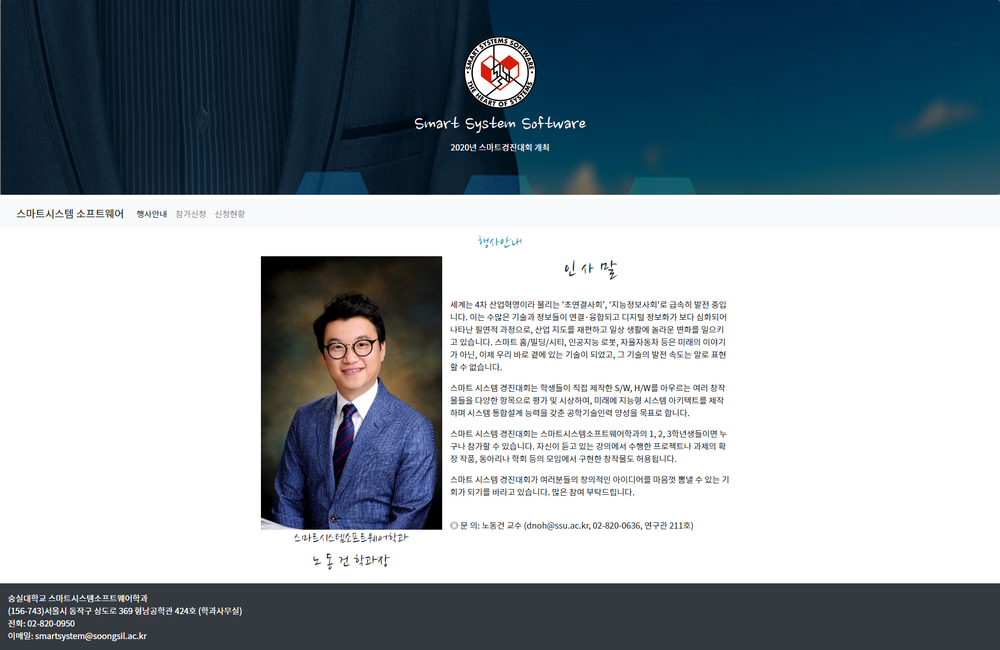 SMART SYSTEMS SOFTWARE
THE HEART OF SYSTEMS
Smart System Software
2020년 스마트경진대회 개최
스마트시스템 소프트웨어 행사안내 참가신청 신청현황
행사안내
인 사 말
세계는 4차 산업혁명이라 불리는 '초연결사회’, '지능정보사회'로 급속히 발전 중입
니다. 이는 수많은 기술과 정보들이 연결·융합되고 디지털 정보화가 보다 심화되어
나타난 필연적 과정으로, 산업 지도를 재편하고 일상 생활에 놀라운 변화를 일으키
고 있습니다. 스마트 홈/빌딩/시티, 인공지능 로봇, 자율자동차 등은 미래의 이야기
가 아닌, 이제 우리 바로 곁에 있는 기술이 되었고, 그 기술의 발전 속도는 말로 표현
할 수 없습니다.
스마트 시스템 경진대회는 학생들이 직접 제작한 S/W, H/W를 아우르는 여러 창작
물들을 다양한 항목으로 평가 및 시상하여, 미래에 지능형 시스템 아키텍트를 제작
하며 시스템 통합설계 능력을 갖춘 공학기술인력 양성을 목표로 합니다.
스마트 시스템 경진대회는 스마트시스템소프트웨어학과의 1, 2, 3학년생들이면 누
구나 참가할 수 있습니다. 자신이 듣고 있는 강의에서 수행한 프로젝트나 과제의 확
장 작품, 동아리나 학회 등의 모임에서 구현한 창작물도 허용됩니다.
스마트 시스템 경진대회가 여러분들의 창의적인 아이디어를 마음껏 뽐낼 수 있는 기
회가 되기를 바라고 있습니다. 많은 참여 부탁드립니다.
◎ 문 의: 노동건 교수 (dnoh@ssu.ac.kr, 02-820-0636, 연구관 211호)
스마트시스템소프트웨어학과
노 동 건 학과장
숭실대학교 스마트시스템소프트웨어학과
(156-743)서울시 동작구 상도로 369 형남공학관 424호 (학과사무실)
전화: 02-820-0950
이메일: smartsystem@soongsil.ac.kr